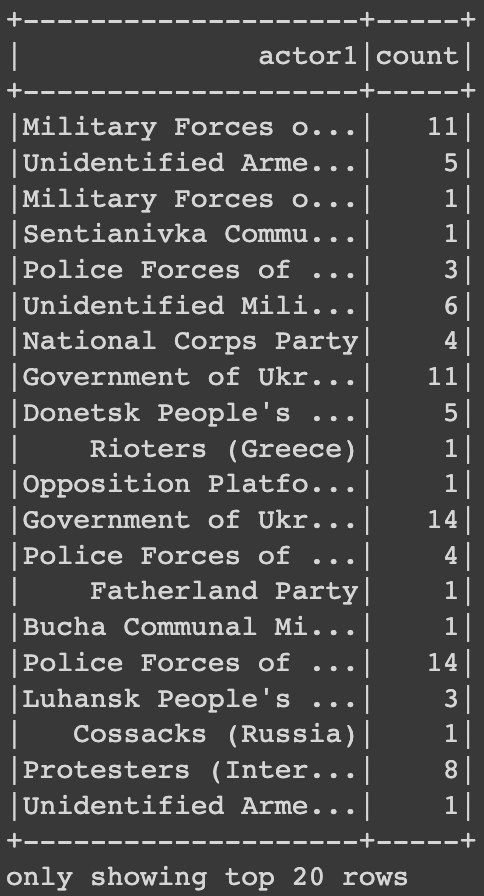 +--------------------+-----+
|              actor1|count|
+--------------------+-----+
|Military Forces o...|   11|
|Unidentified Arme...|    5|
|Military Forces o...|    1|
|Sentianivka Commu...|    1|
|Police Forces of ...|    3|
|Unidentified Mili...|    6|
|National Corps Party|    4|
|Government of Ukr...|   11|
|Donetsk People's ...|    5|
|    Rioters (Greece)|    1|
|Opposition Platfo...|    1|
|Government of Ukr...|   14|
|Police Forces of ...|    4|
|    Fatherland Party|    1|
|Bucha Communal Mi...|    1|
|Police Forces of ...|   14|
|Luhansk People's ...|    3|
|   Cossacks (Russia)|    1|
|Protesters (Inter...|    8|
|Unidentified Arme...|    1|
+--------------------+-----+
only showing top 20 rows